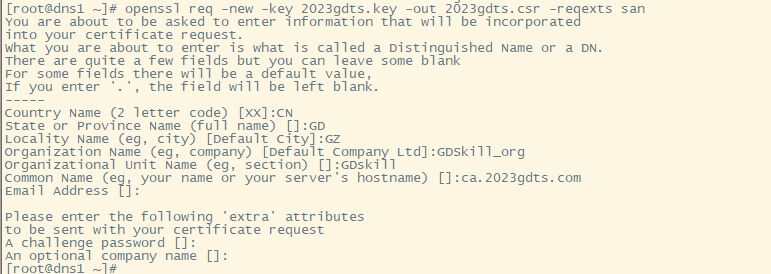 [root@dns1 ~]# openssl req -new -key 2023gdts.key -out 2023gdts.csr -reqexts san
You are about to be asked to enter information that will be incorporated
into your certificate request.
What you are about to enter is what is called a Distinguished Name or a DN.
There are quite a few fields but you can leave some blank
For some fields there will be a default value,
If you enter '.', the field will be left blank.
-----
Country Name (2 letter code) [XX]:CN
State or Province Name (full name) []:GD
Locality Name (eg, city) [Default City]:GZ
Organization Name (eg, company) [Default Company Ltd]:GDSkill_org
Organizational Unit Name (eg, section) []:GDskill
Common Name (eg, your name or your server's hostname) []:ca.2023gdts.com
Email Address []:
Please enter the following 'extra' attributes
to be sent with your certificate request
A challenge password []:
An optional company name []:
[root@dns1 ~]#